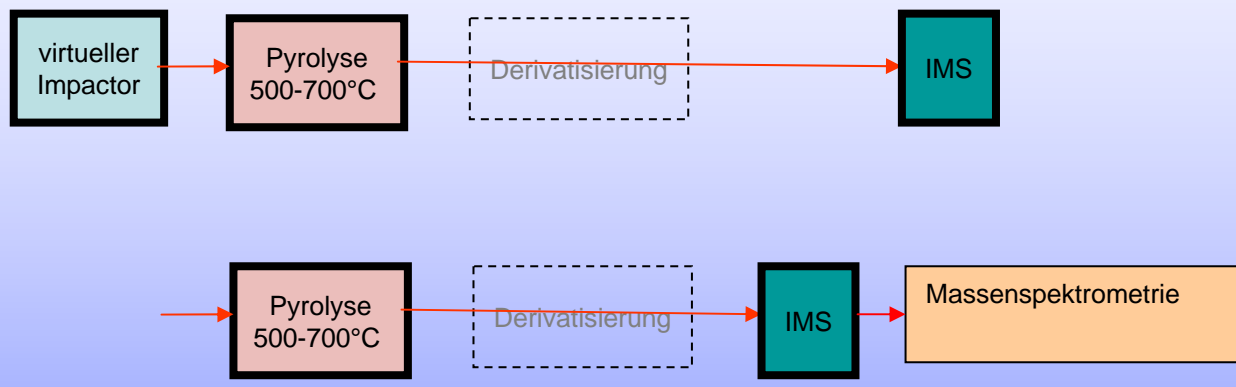 virtueller
Impactor
Pyrolyse
500-700°C
Derivatisierung
IMS
Pyrolyse
500-700°C
Derivatisierung
IMS
Massenspektrometrie